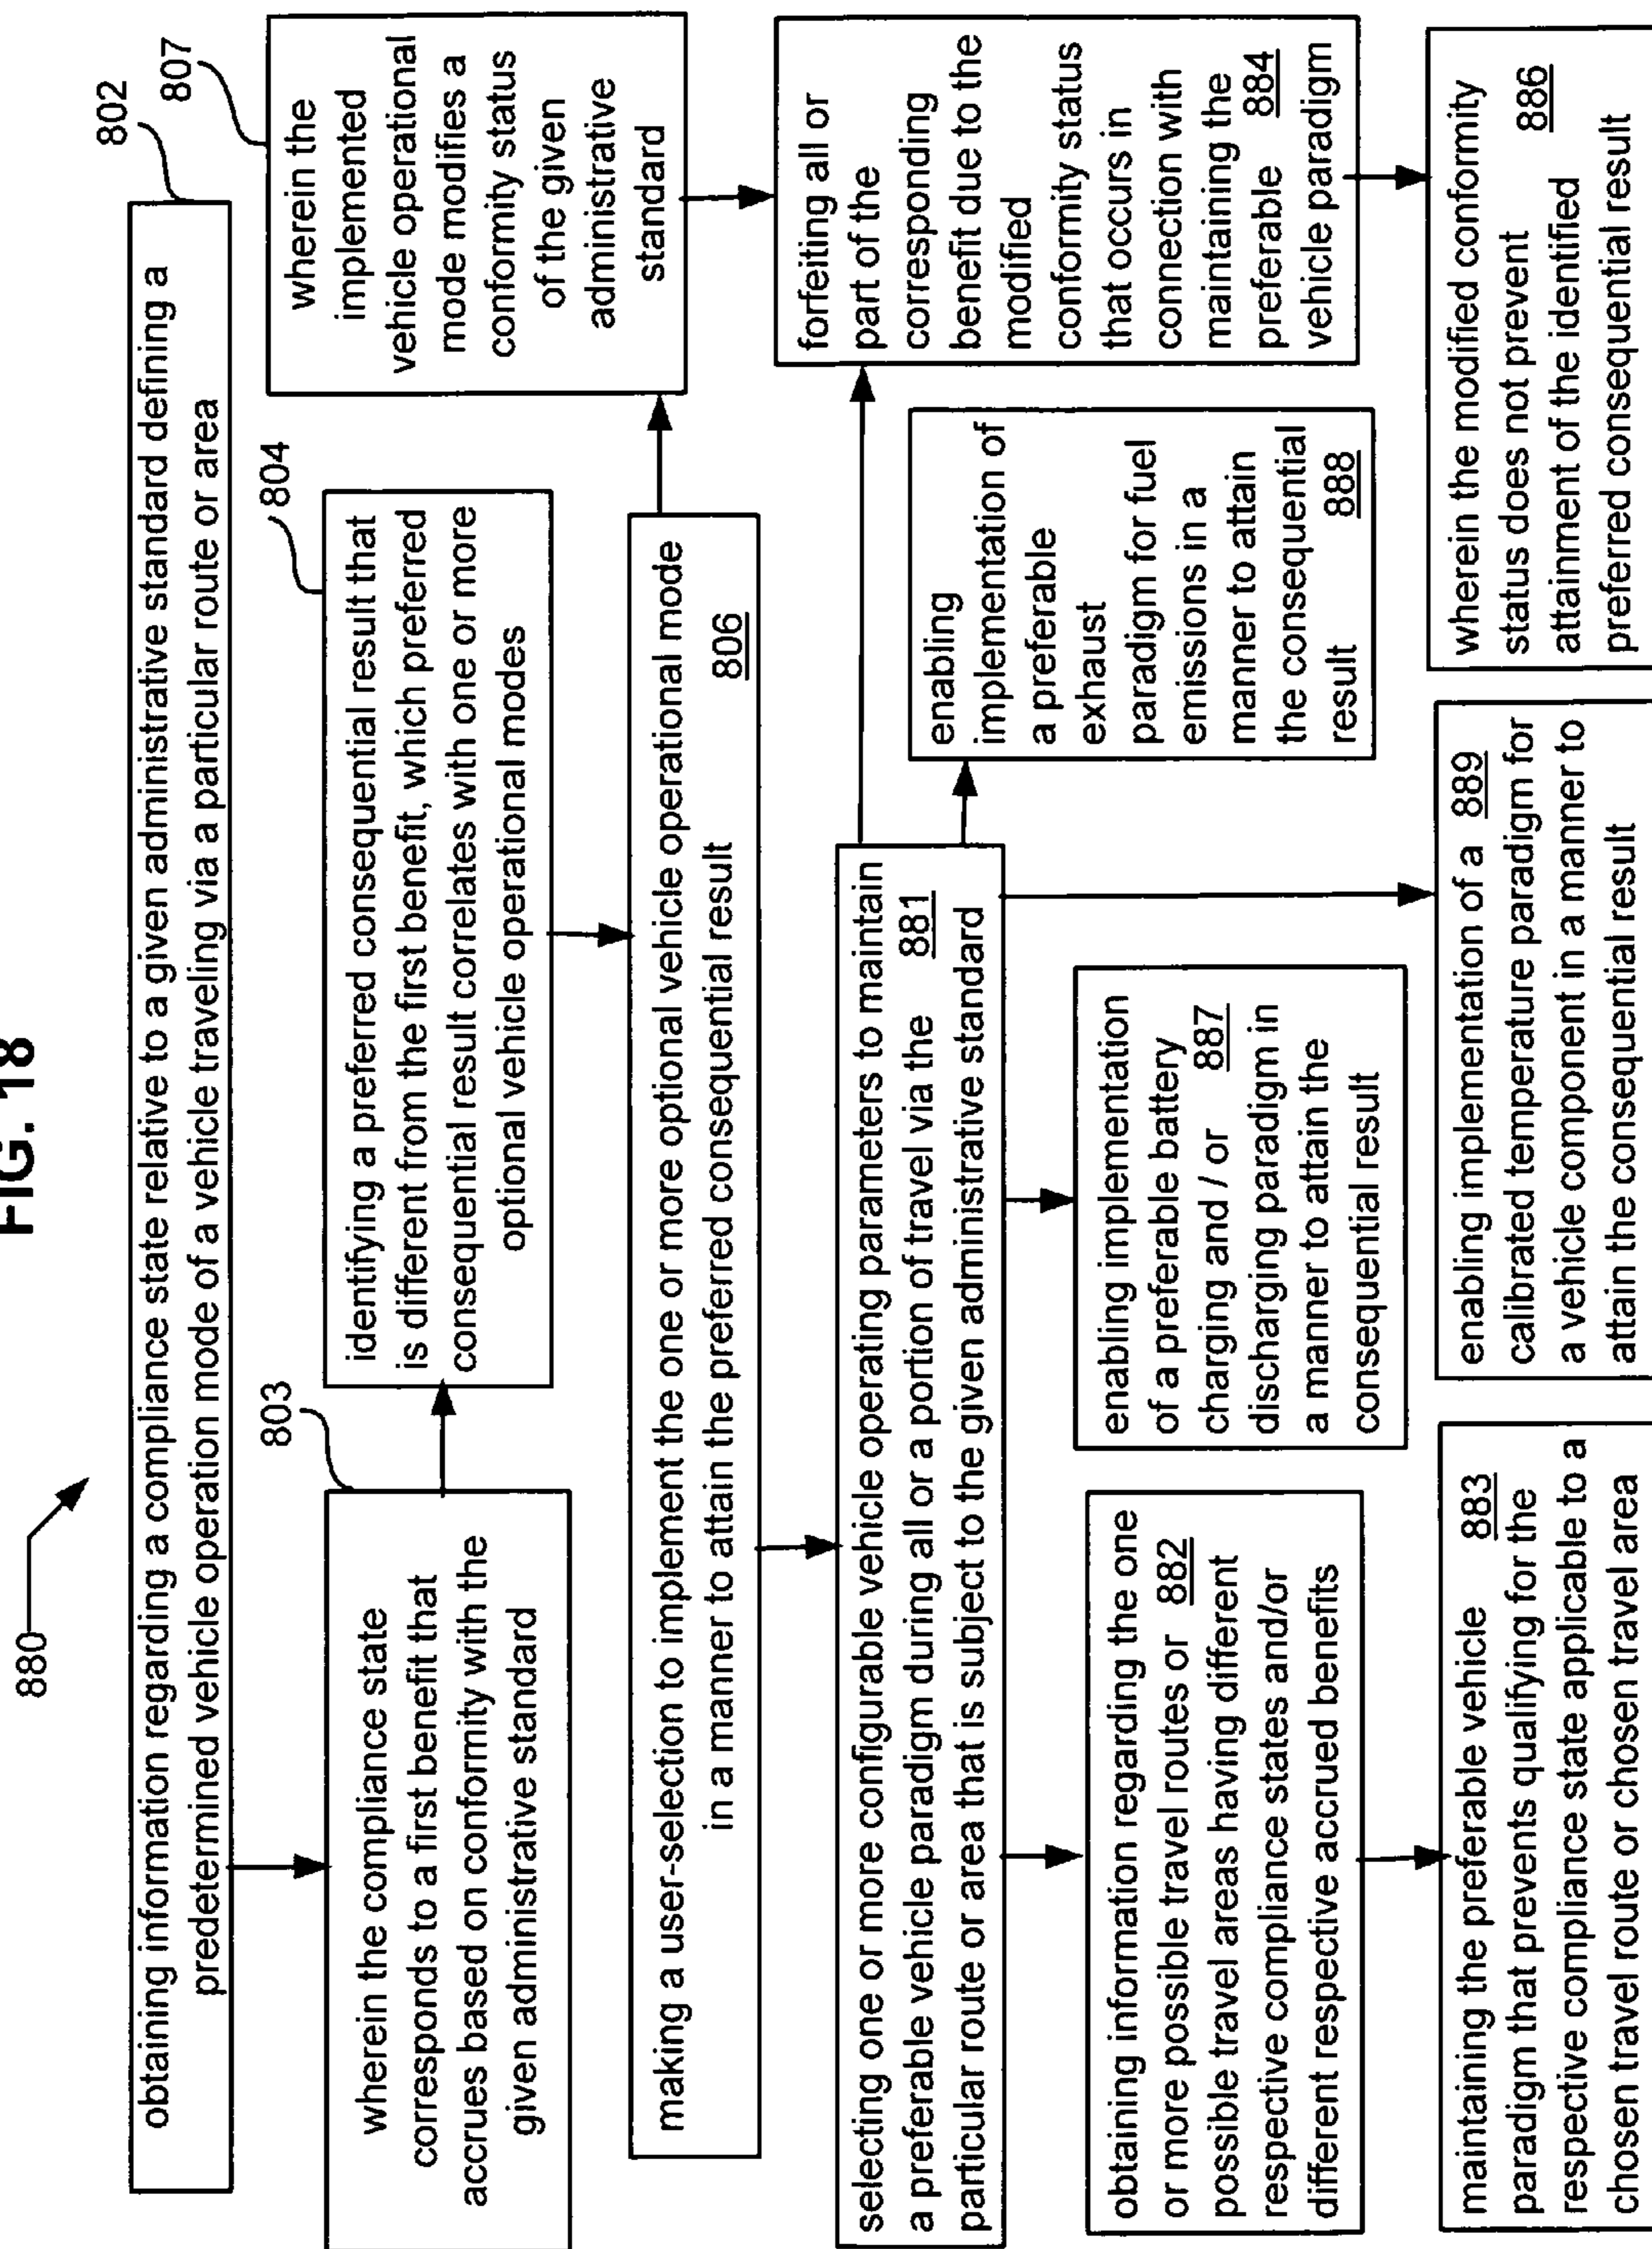 FIG. 18
880
802
obtaining information regarding a compliance state relative to a given administrative standard defining a
predetermined vehicle operation mode of a vehicle traveling via a particular route or area
803
wherein the compliance state
corresponds to a first benefit that
accrues based on conformity with the
given administrative standard
804
identifying a preferred consequential result that
is different from the first benefit, which preferred
consequential result correlates with one or more
optional vehicle operational modes
807
wherein the
implemented
vehicle operational
mode modifies a
conformity status
of the given
administrative
standard
making a user-selection to implement the one or more optional vehicle operational mode
in a manner to attain the preferred consequential result 806
selecting one or more configurable vehicle operating parameters to maintain
a preferable vehicle paradigm during all or a portion of travel via the 881
particular route or area that is subject to the given administrative standard
forfeiting all or
part of the
corresponding
benefit due to the
modified
conformity status
that occurs in
connection with
maintaining the
preferable 884
vehicle paradigm
obtaining information regarding the one
or more possible travel routes or 882
possible travel areas having different
respective compliance states and/or
different respective accrued benefits
enabling implementation
of a preferable battery
charging and / or 887
discharging paradigm in
a manner to attain the
consequential result
enabling
implementation of
a preferable
exhaust
paradigm for fuel
emissions in a
manner to attain
the consequential
result 888
maintaining the preferable vehicle 883
paradigm that prevents qualifying for the
respective compliance state applicable to a
chosen travel route or chosen travel area
enabling implementation of a 889
calibrated temperature paradigm for
a vehicle component in a manner to
attain the consequential result
wherein the modified conformity
status does not prevent 886
attainment of the identified
preferred consequential result